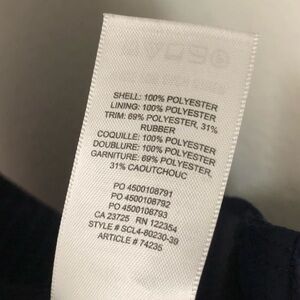 SHELL: 100% POLYESTER
LINING: 100% POLYESTER
TRIM: 69% POLYESTER, 31%
RUBBER
COQUILLE: 100% POLYESTER
DOUBLURE: 100% POLYESTER
GARNITURE: 69% POLYESTER,
31% CAOUTCHOUC
PO 4500108791
PO 4500108792
PO 4500108793
CA 23725 RN 122354
STYLE # SCL4-80230-39
ARTICLE # 74235